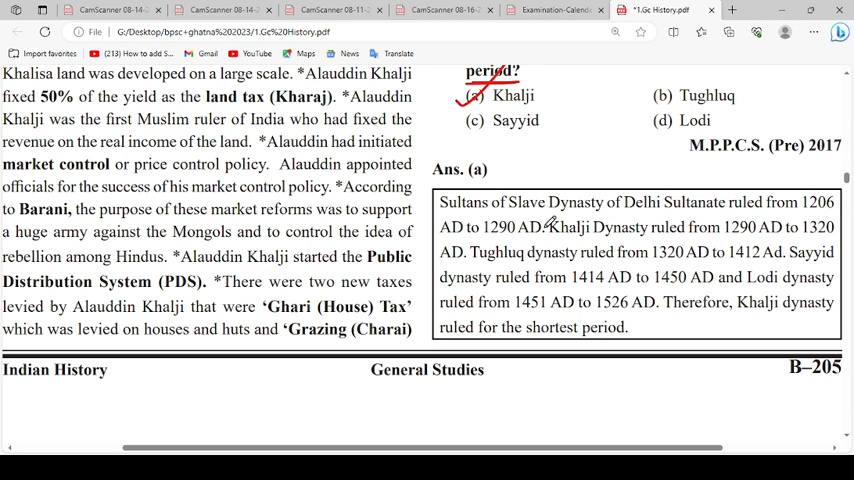 CamScanner 08-14-2
CamScanner 08-14-2
CamScanner 08-11-2
CamScanner 08-16-2
Examination-Calend
*1.Gc History.pdf
File
G:/Desktop/bpsc+ghatna%202023/1.Gc%20History.pdf
Import favorites
(213) How to add S...
Gmail
YouTube
Maps
News
Translate
Khalisa land was developed on a large scale. *Alauddin Khalji
fixed 50% of the yield as the land tax (Kharaj). *Alauddin
Khalji was the first Muslim ruler of India who had fixed the
revenue on the real income of the land. *Alauddin had initiated
market control or price control policy. Alauddin appointed
officials for the success of his market control policy. *According
to Barani, the purpose of these market reforms was to support
a huge army against the Mongols and to control the idea of
rebellion among Hindus. *Alauddin Khalji started the Public
Distribution System (PDS). *There were two new taxes
levied by Alauddin Khalji that were ‘Ghari (House) Tax’
which was levied on houses and huts and ‘Grazing (Charai)
period?
(a) Khalji
(b) Tughluq
(c) Sayyid
(d) Lodi
M.P.P.C.S. (Pre) 2017
Ans. (a)
Sultans of Slave Dynasty of Delhi Sultanate ruled from 1206
AD to 1290 AD. Khalji Dynasty ruled from 1290 AD to 1320
AD. Tughluq dynasty ruled from 1320 AD to 1412 Ad. Sayyid
dynasty ruled from 1414 AD to 1450 AD and Lodi dynasty
ruled from 1451 AD to 1526 AD. Therefore, Khalji dynasty
ruled for the shortest period.
Indian History
General Studies
B–205